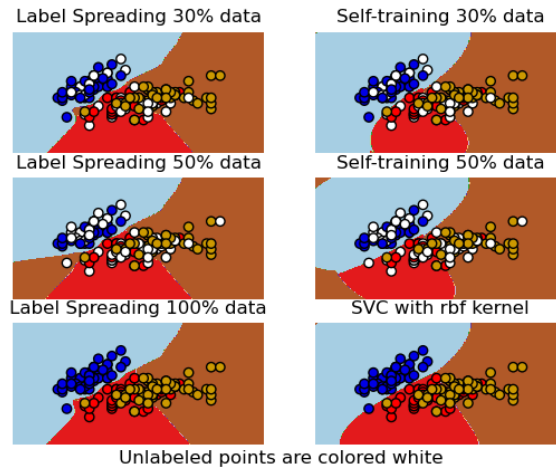 Label Spreading 30% data
Self-training 30% data
Label Spreading 50% data
Self-training 50% data
Label Spreading 100% data
SVC with rbf kernel
Unlabeled points are colored white